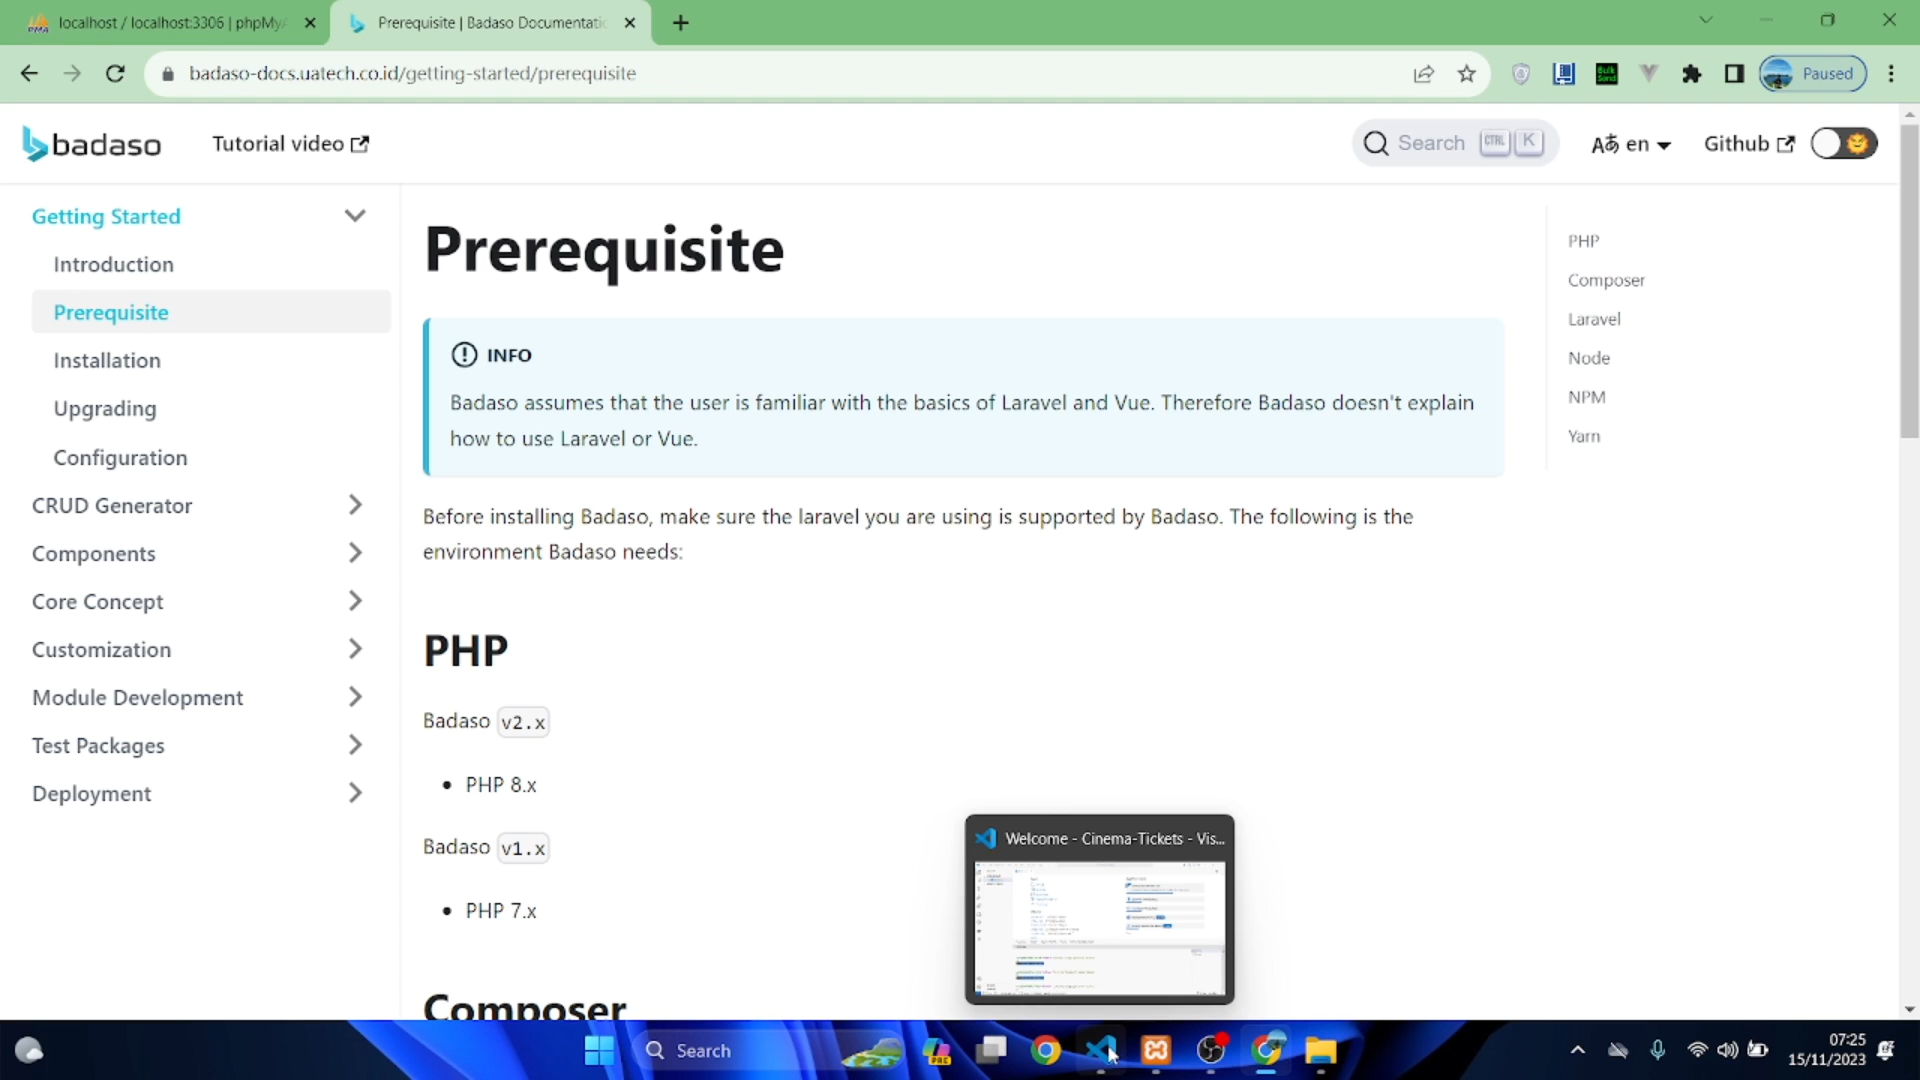 localhost / localhost:3306 | phpMyA
Prerequisite | Badaso Documentatio
badaso-docs.uatech.co.id/getting-started/prerequisite
Paused
badaso
Tutorial video
Search CTRL K
en
Github
Getting Started
Introduction
Prerequisite
Installation
Upgrading
Configuration
CRUD Generator
Components
Core Concept
Customization
Module Development
Test Packages
Deployment
Prerequisite
INFO
Badaso assumes that the user is familiar with the basics of Laravel and Vue. Therefore Badaso doesn't explain
how to use Laravel or Vue.
Before installing Badaso, make sure the laravel you are using is supported by Badaso. The following is the
environment Badaso needs:
PHP
Badaso v2.x
PHP 8.x
Badaso v1.x
PHP 7.x
Composer
PHP
Composer
Laravel
Node
NPM
Yarn
Welcome - Cinema-Tickets - Vis...
Search
07:25
15/11/2023